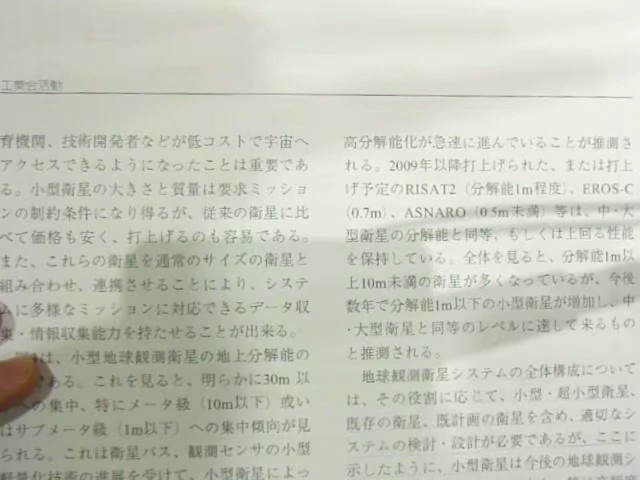 工業会活動
育機関、技術開発者などが低コストで宇宙へ
アクセスできるようになったことは重要であ
る。小型衛星の大きさと質量は要求ミッショ
ンの制約条件になり得るが、従来の衛星に比
べて価格も安く、打上げるのも容易である。
また、これらの衛星を通常のサイズの衛星と
組み合わせ、連携させることにより、システ
ムに多様なミッションに対応できるデータ収
集・情報収集能力を持たせることが出来る。
は、小型地球観測衛星の地上分解能の
である。これを見ると、明らかに30m 以
の集中、特にメータ級（10m以下）或い
はサブメータ級（1m以下）への集中傾向が見
られる。これは衛星バス、観測センサの小型
軽量化技術の進展を受けて、小型衛星によっ
高分解能化が急速に進んでいることが推測さ
れる。2009年以降打上げられた、または打上
げ予定のRISAT2（分解能1m程度）、EROS-C
（0.7m）、ASNARO（0.5m未満）等は、中・大
型衛星の分解能と同等、もしくは上回る性能
を保持している。全体を見ると、分解能1m以
上10m未満の衛星が多くなっているが、今後
数年で分解能1m以下の小型衛星が増加し、中
・大型衛星と同等のレベルに達して来るもの
と推測される。
地球観測衛星システムの全体構成について
は、その役割に応じて、小型・超小型衛星、
既存の衛星、既計画の衛星を含め、適切なシ
ステムの検討・設計が必要であるが、ここに
示したように、小型衛星は今後の地球観測シ